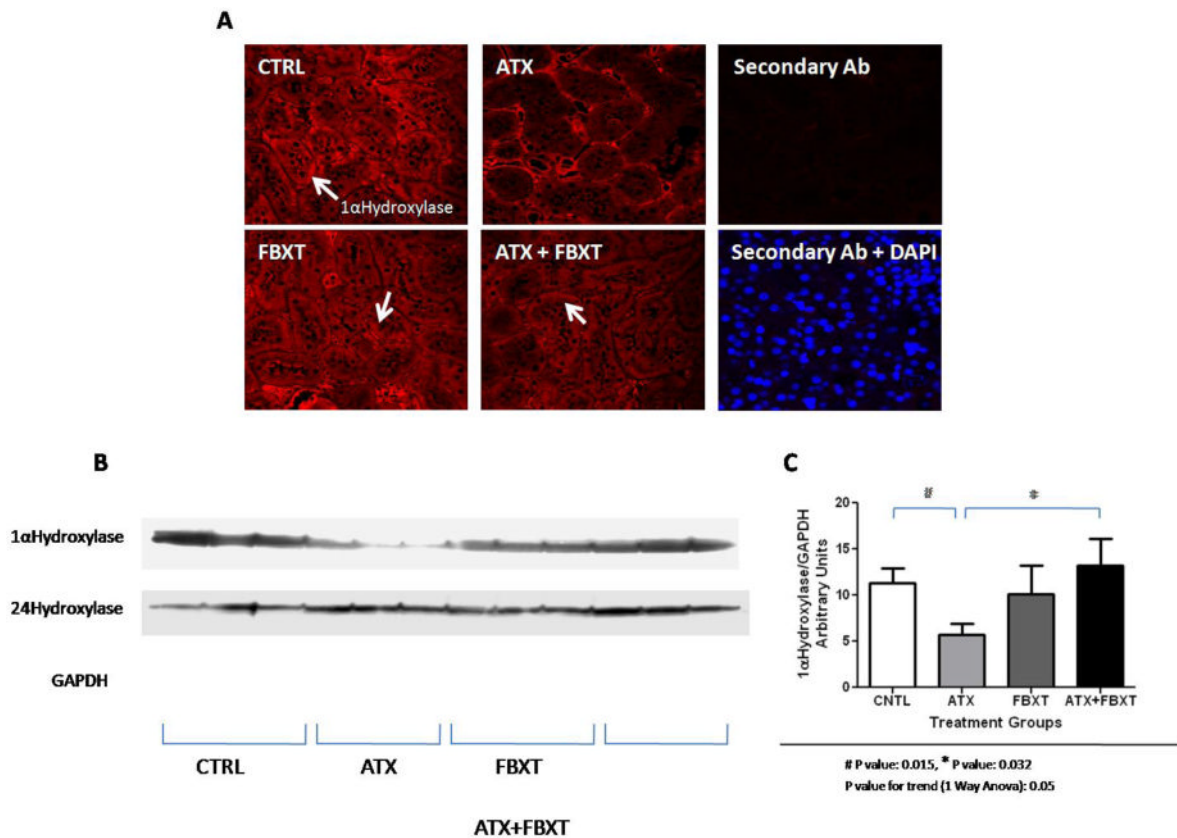 A
CTRL
ATX
Secondary Ab
1αHydroxylase
FBXT
ATX + FBXT
Secondary Ab + DAPI
B
1αHydroxylase
24Hydroxylase
GAPDH
CTRL
ATX
FBXT
ATX+FBXT
C
#
*
1αHydroxylase/GAPDH
Arbitrary Units
20
15
10
5
0
CNTL
ATX
FBXT
ATX+FBXT
Treatment Groups
# P value: 0.015, * P value: 0.032
P value for trend (1 Way Anova): 0.05